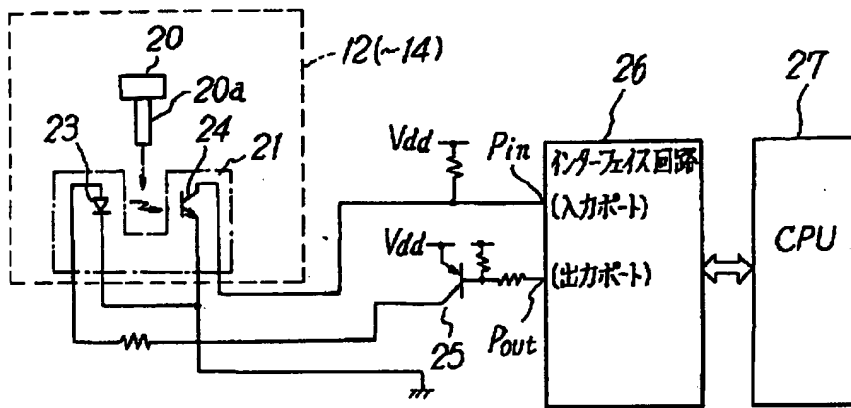 20
12(~14)
20a
23
24
21
26
27
Vdd
Pin
インターフェイス回路
(入力ポート)
CPU
Vdd
(出力ポート)
25
Pout